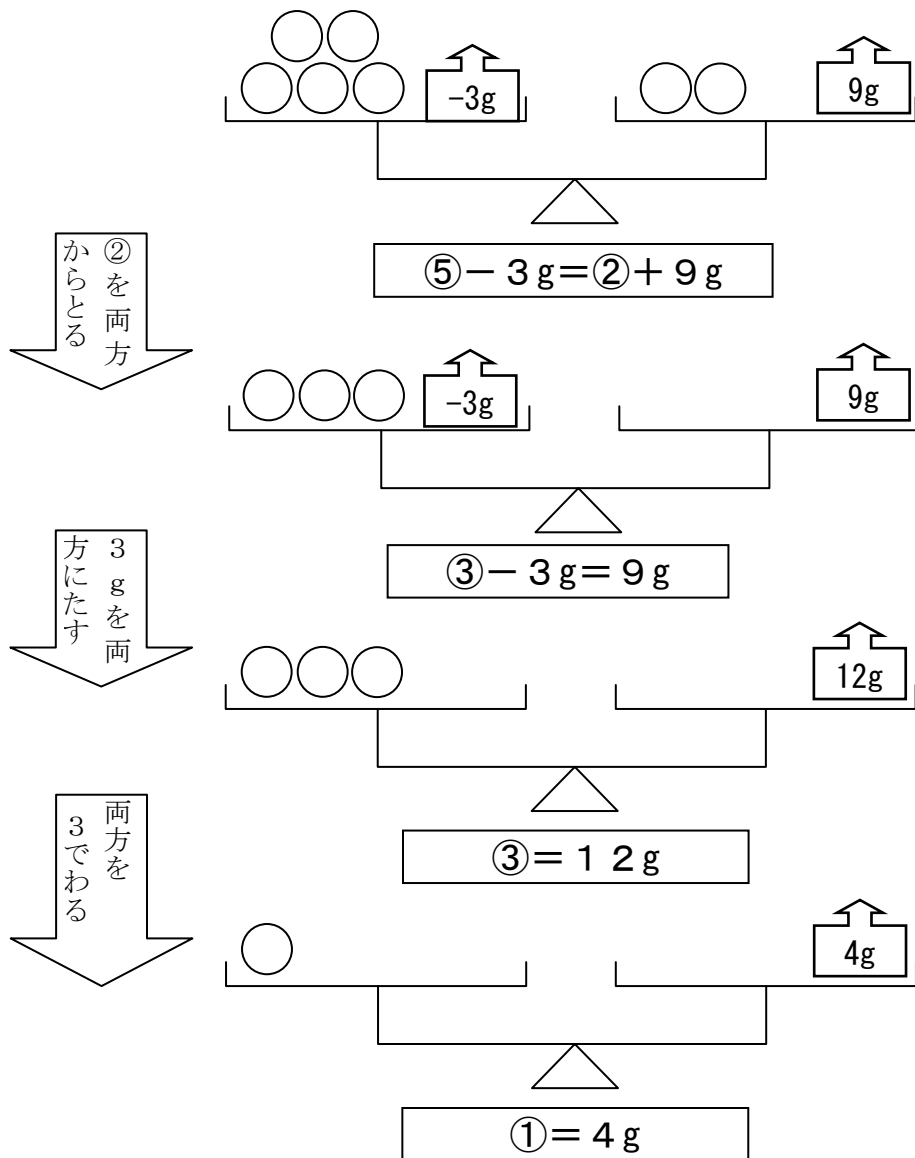 -3g
9g
⑤－３g＝②＋９g
②を両方
からとる
-3g
9g
③－３g＝９g
３gを両
方にたす
12g
③＝１２g
両方を
３でわる
4g
①＝４g